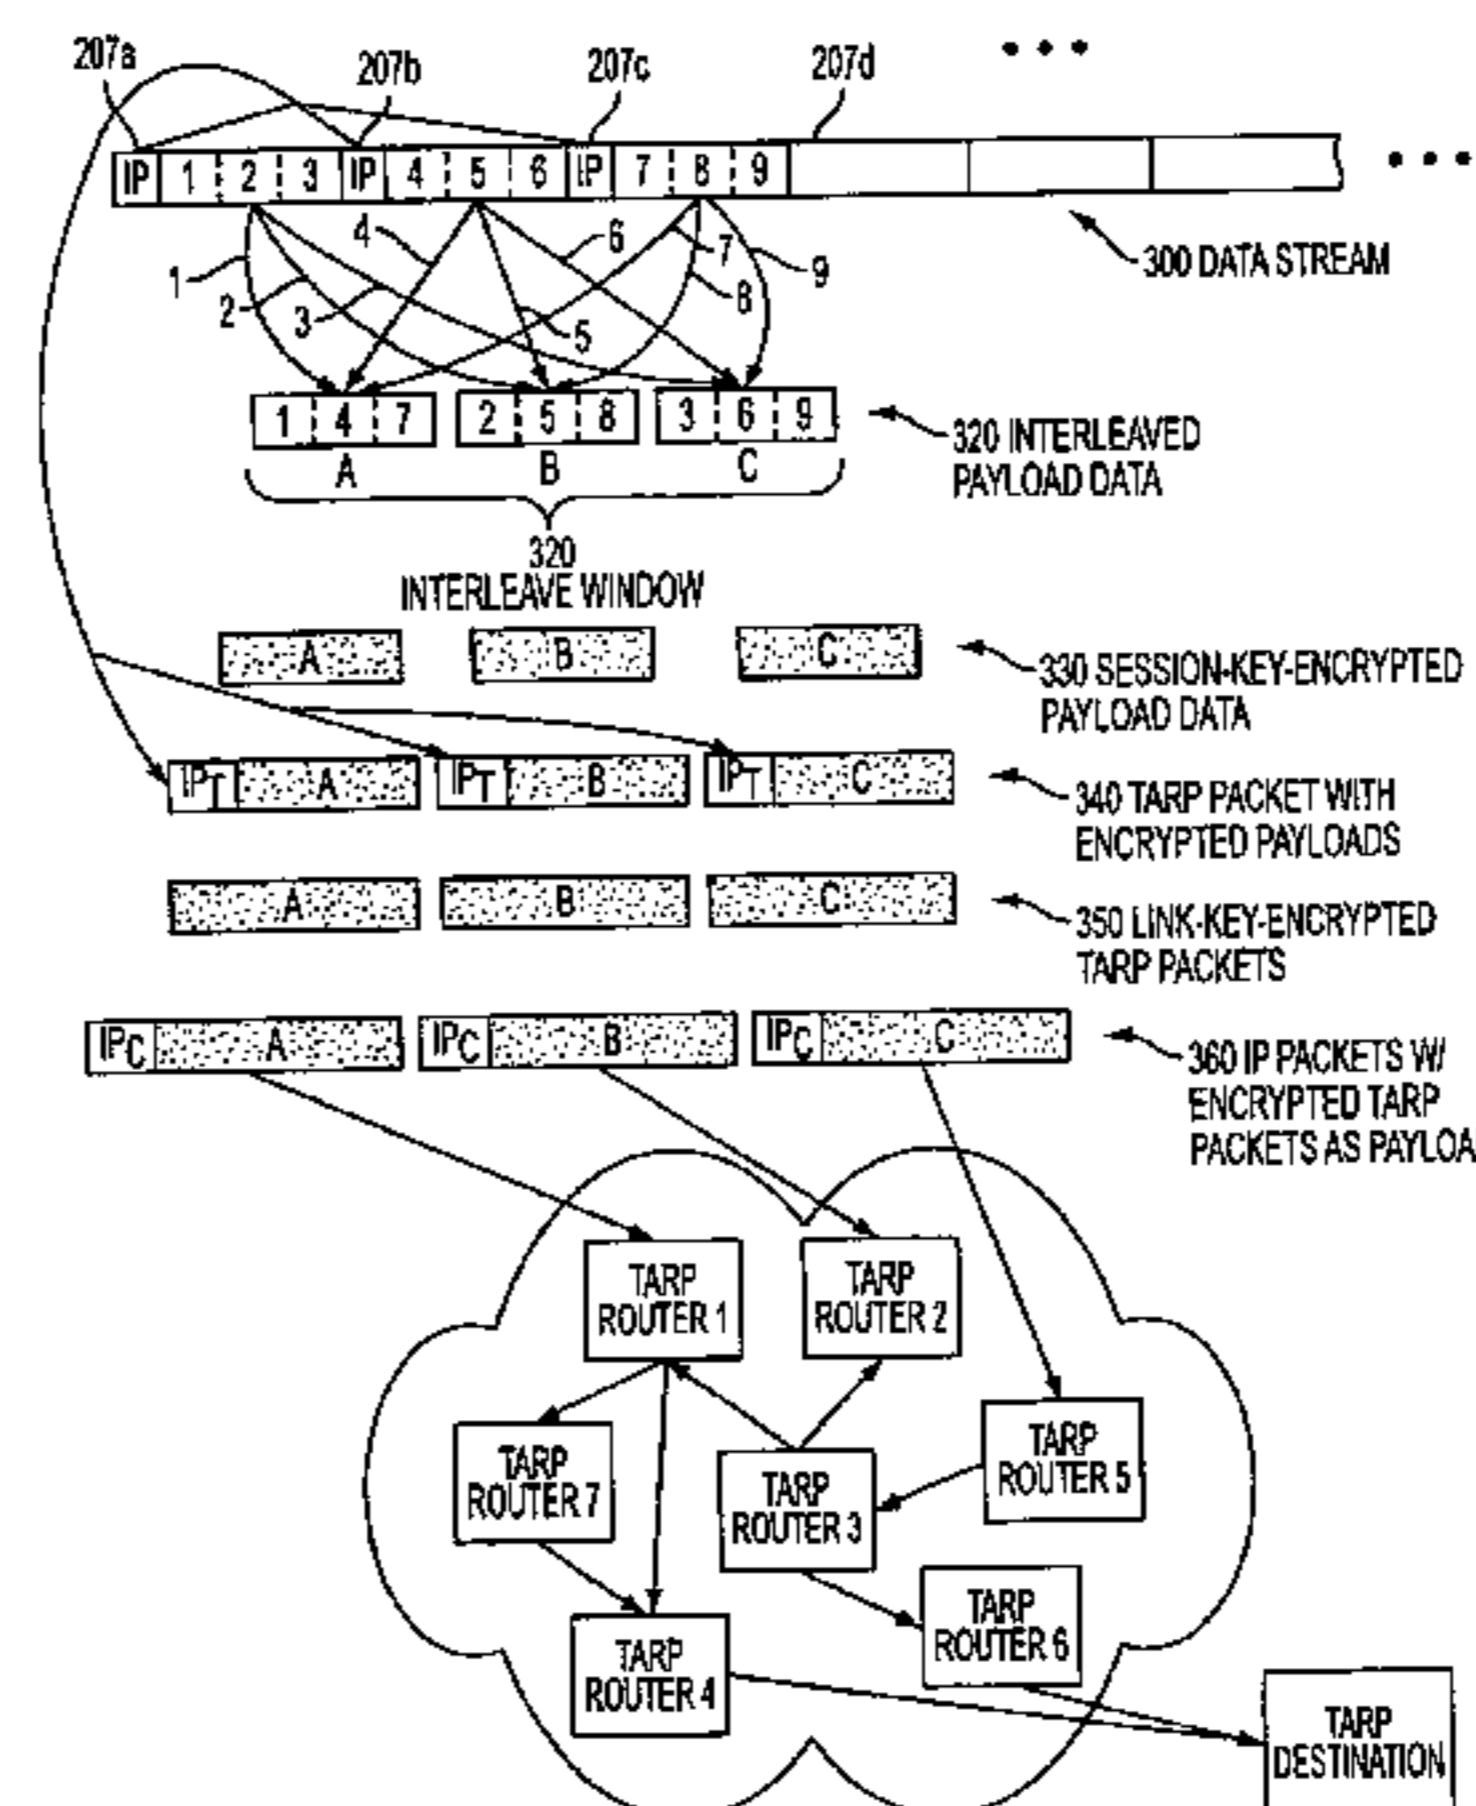 207a
207b
207c
207d
IP 1 2 3 IP 4 5 6 IP 7 8 9
300 DATA STREAM
1
2
3
4
5
6
7
8
9
1 4 7
2 5 8
3 6 9
A
B
C
320 INTERLEAVED
PAYLOAD DATA
320
INTERLEAVE WINDOW
A
B
C
330 SESSION-KEY-ENCRYPTED
PAYLOAD DATA
IPT A
IPT B
IPT C
340 TARP PACKET WITH
ENCRYPTED PAYLOADS
A
B
C
350 LINK-KEY-ENCRYPTED
TARP PACKETS
IPC A
IPC B
IPC C
360 IP PACKETS W/
ENCRYPTED TARP
PACKETS AS PAYLOA
TARP
ROUTER 1
TARP
ROUTER 2
TARP
ROUTER 5
TARP
ROUTER 7
TARP
ROUTER 3
TARP
ROUTER 6
TARP
ROUTER 4
TARP
DESTINATION